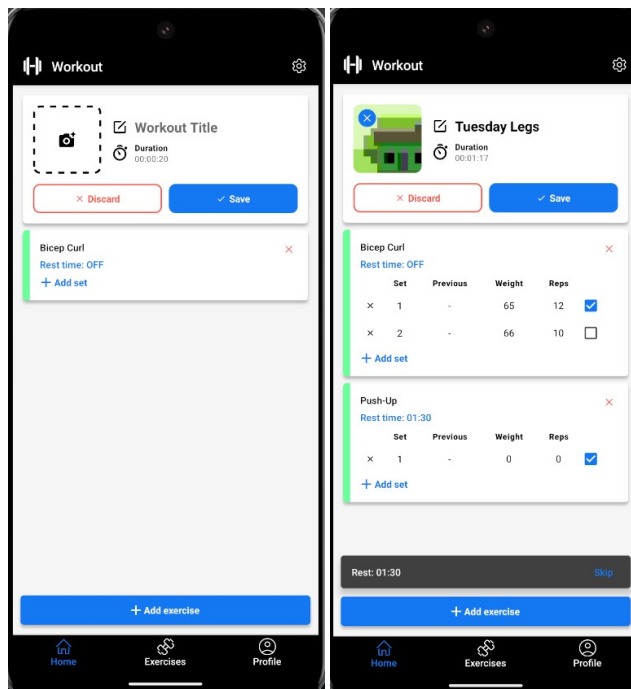 Workout
Workout Title
Duration
00:00:20
× Discard
✓ Save
Bicep Curl
×
Rest time: OFF
+ Add set
+ Add exercise
Home Exercises Profile
Workout
×
Tuesday Legs
Duration
00:01:17
× Discard
✓ Save
Bicep Curl
×
Rest time: OFF
Set Previous Weight Reps
× 1 - 65 12
× 2 - 66 10
+ Add set
Push-Up
×
Rest time: 01:30
Set Previous Weight Reps
× 1 - 0 0
+ Add set
Rest: 01:30 Skip
+ Add exercise
Home Exercises Profile